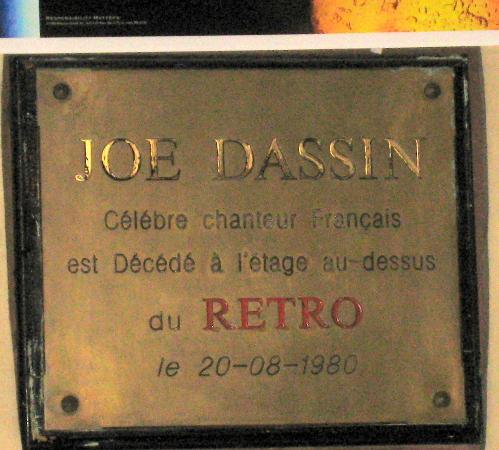 JOE DASSIN
Célébre chanteur Français
est Décédé à l'étage au-dessus
du RETRO
le 20-08-1980